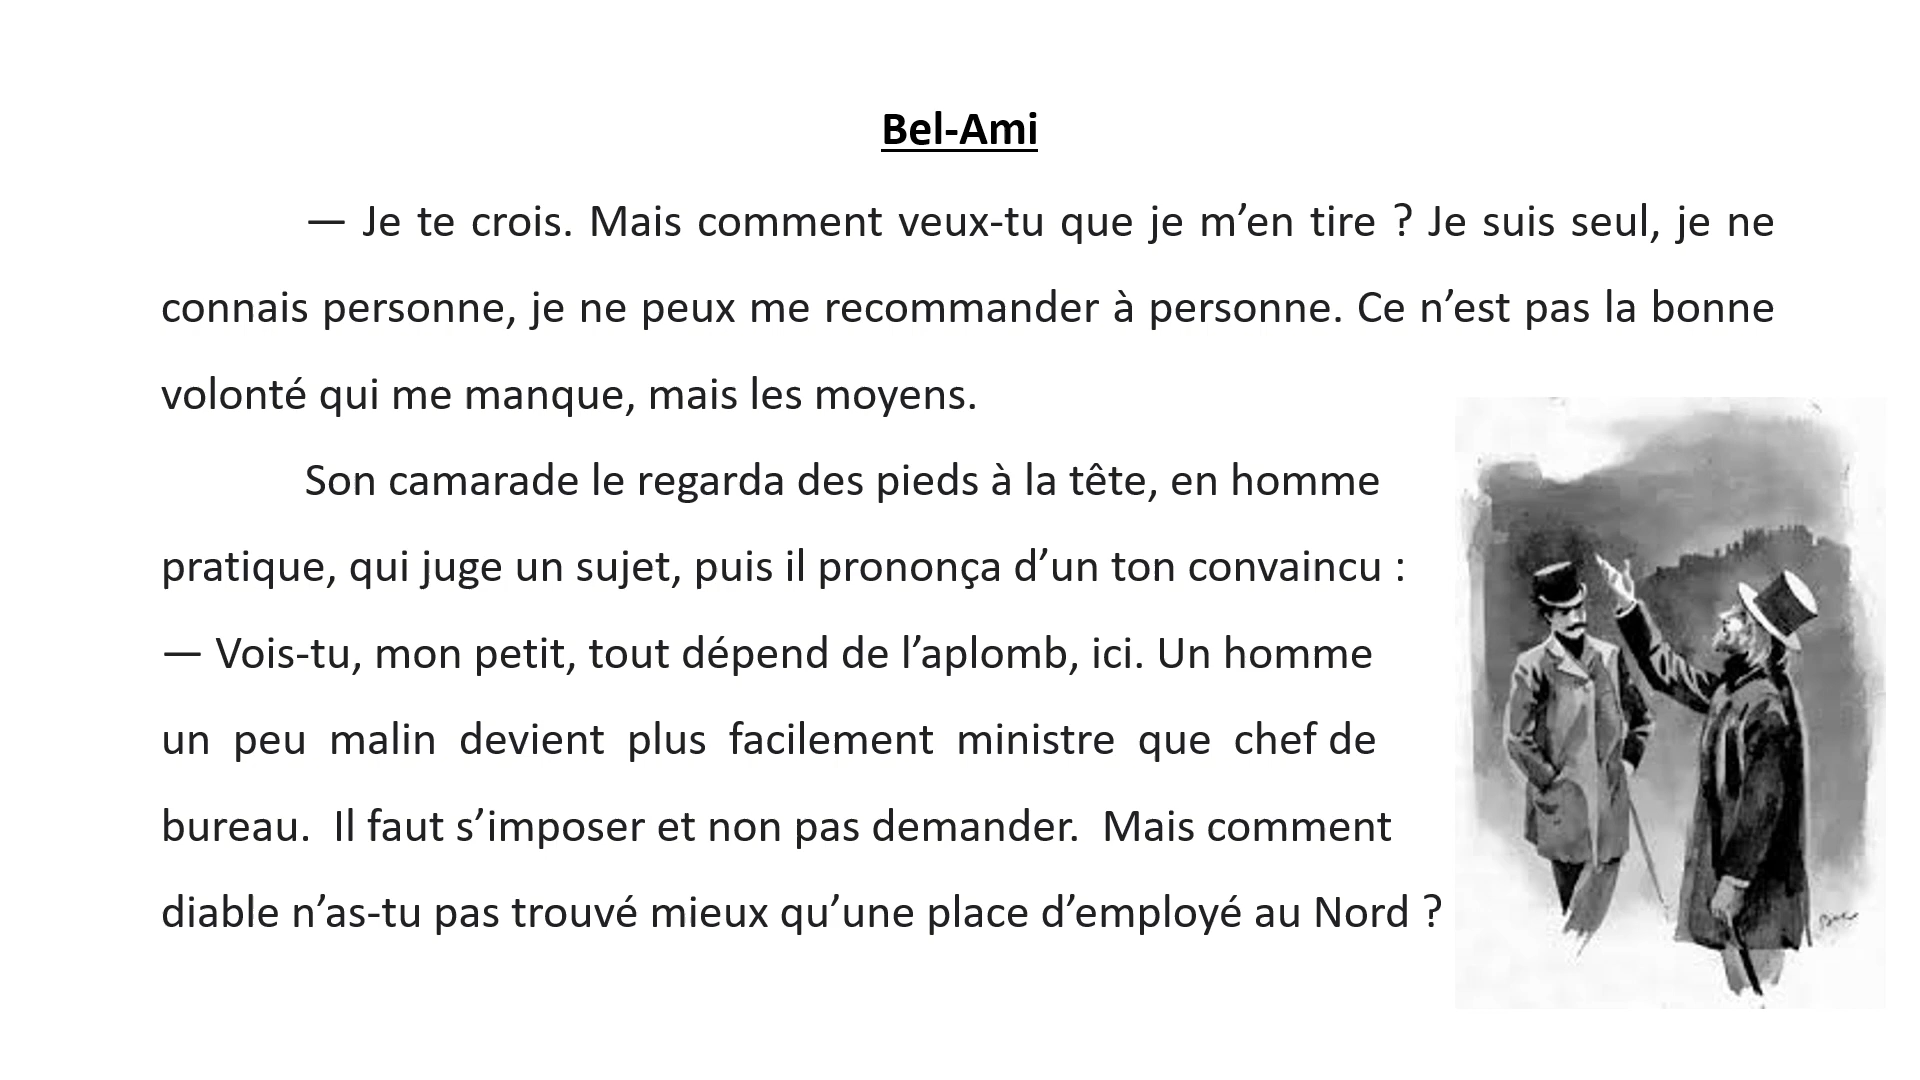 Bel-Ami
— Je te crois. Mais comment veux-tu que je m’en tire ? Je suis seul, je ne
connais personne, je ne peux me recommander à personne. Ce n’est pas la bonne
volonté qui me manque, mais les moyens.
Son camarade le regarda des pieds à la tête, en homme
pratique, qui juge un sujet, puis il prononça d’un ton convaincu :
— Vois-tu, mon petit, tout dépend de l’aplomb, ici. Un homme
un peu malin devient plus facilement ministre que chef de
bureau. Il faut s’imposer et non pas demander. Mais comment
diable n’as-tu pas trouvé mieux qu’une place d’employé au Nord ?